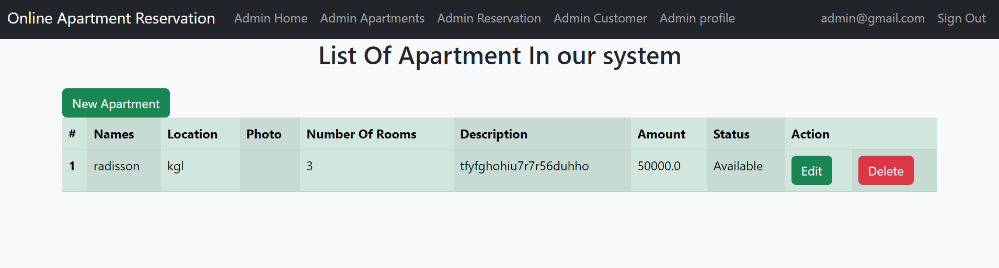 Online Apartment Reservation Admin Home Admin Apartments Admin Reservation Admin Customer Admin profile admin@gmail.com Sign Out
List Of Apartment In our system
New Apartment
# Names Location Photo Number Of Rooms Description Amount Status Action
1 radisson kgl 3 tfyfghohiu7r7r56duhho 50000.0 Available Edit Delete